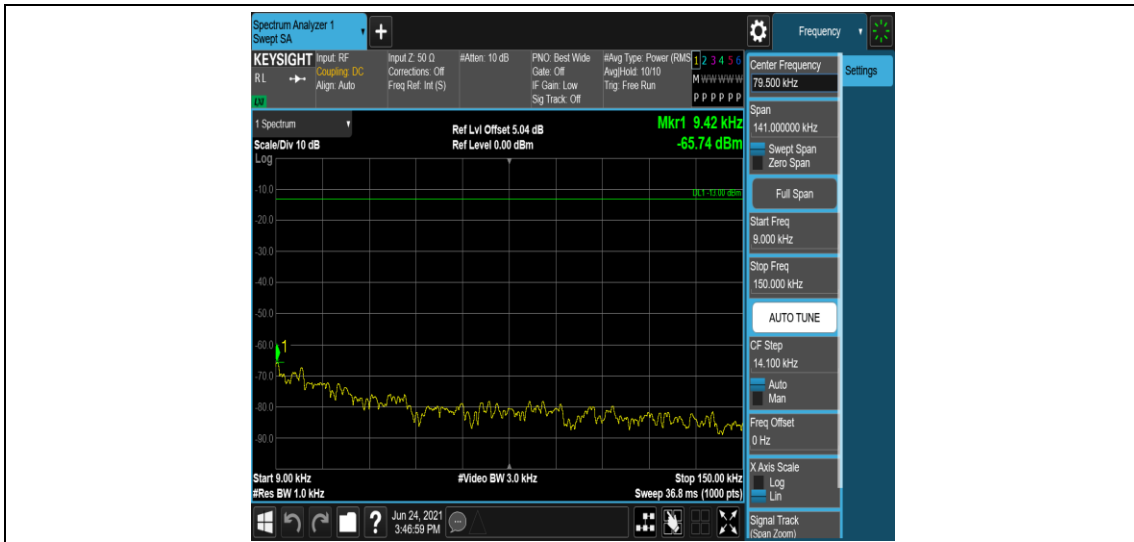 Spectrum Analyzer 1
Swept SA
+
Frequency
KEYSIGHT
RL
LXI
Input: RF
Coupling: DC
Align: Auto
Input Z: 50 Ω
Corrections: Off
Freq Ref: Int (S)
#Atten: 10 dB
PNO: Best Wide
Gate: Off
IF Gain: Low
Sig Track: Off
#Avg Type: Power (RMS
Avg|Hold: 10/10
Trig: Free Run
1 2 3 4 5 6
M W W W W W
P P P P P P
Center Frequency
79.500 kHz
Settings
1 Spectrum
Scale/Div 10 dB
Log
Ref Lvl Offset 5.04 dB
Ref Level 0.00 dBm
Mkr1 9.42 kHz
-65.74 dBm
Span
141.000000 kHz
Swept Span
Zero Span
Full Span
DL1 -13.00 dBm
-10.0
-20.0
-30.0
-40.0
-50.0
-60.0
1
-70.0
-80.0
-90.0
Start Freq
9.000 kHz
Stop Freq
150.000 kHz
AUTO TUNE
CF Step
14.100 kHz
Auto
Man
Freq Offset
0 Hz
X Axis Scale
Log
Lin
Signal Track
(Span Zoom)
Start 9.00 kHz
#Video BW 3.0 kHz
Stop 150.00 kHz
#Res BW 1.0 kHz
Sweep 36.8 ms (1000 pts)
?
Jun 24, 2021
3:46:59 PM